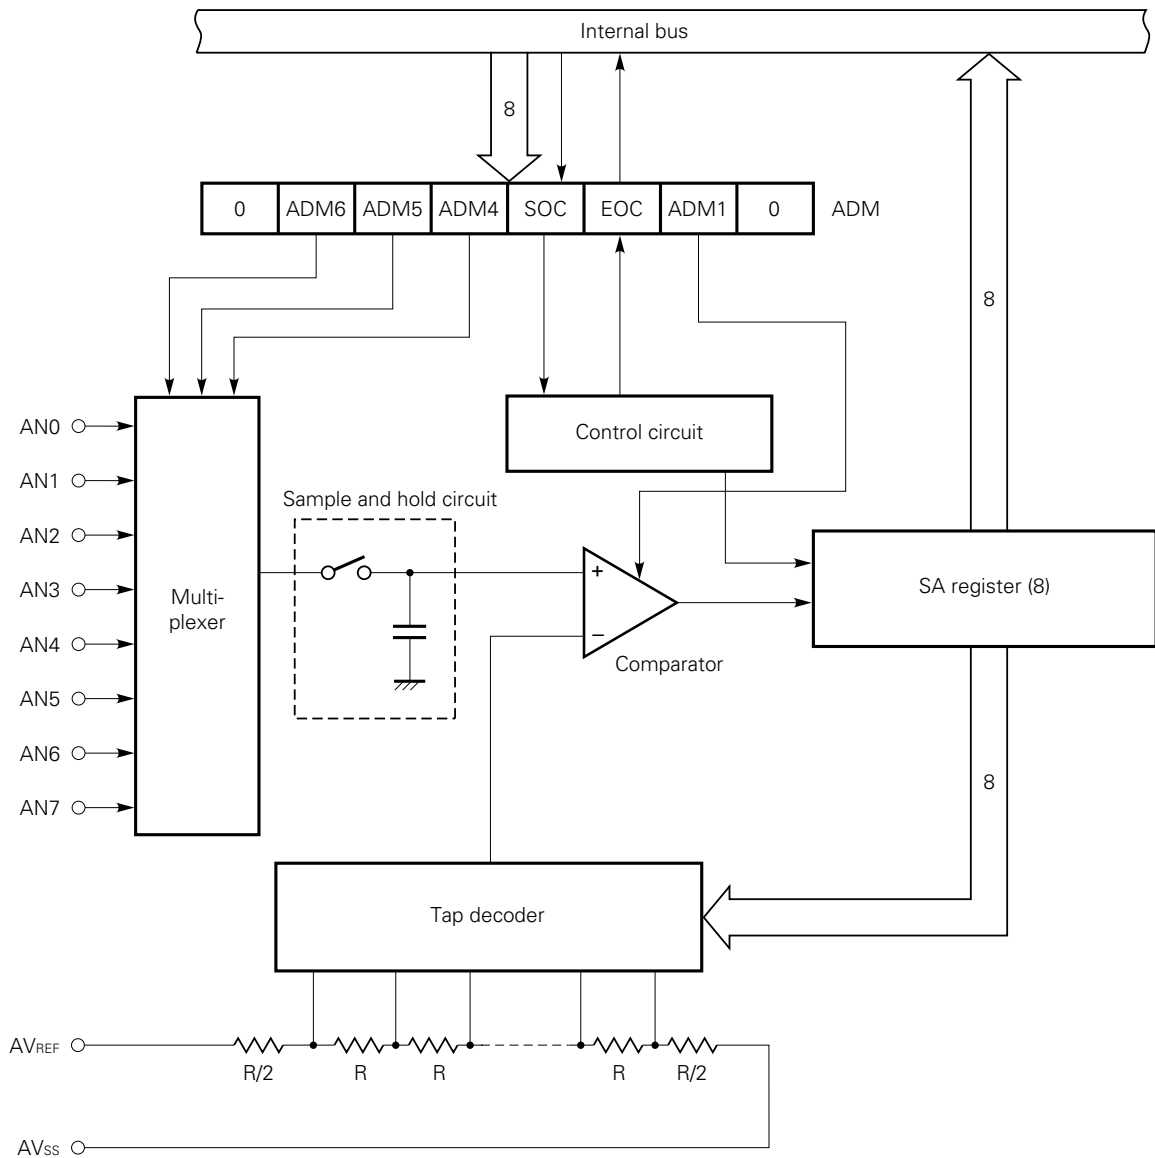 Internal bus
8
0 ADM6 ADM5 ADM4 SOC EOC ADM1 0 ADM
8
AN0
Control circuit
AN1
Sample and hold circuit
AN2
AN3
+
SA register (8)
Multi-
plexer
AN4
−
Comparator
AN5
AN6
8
AN7
Tap decoder
AVREF
R/2 R R R R/2
AVSS